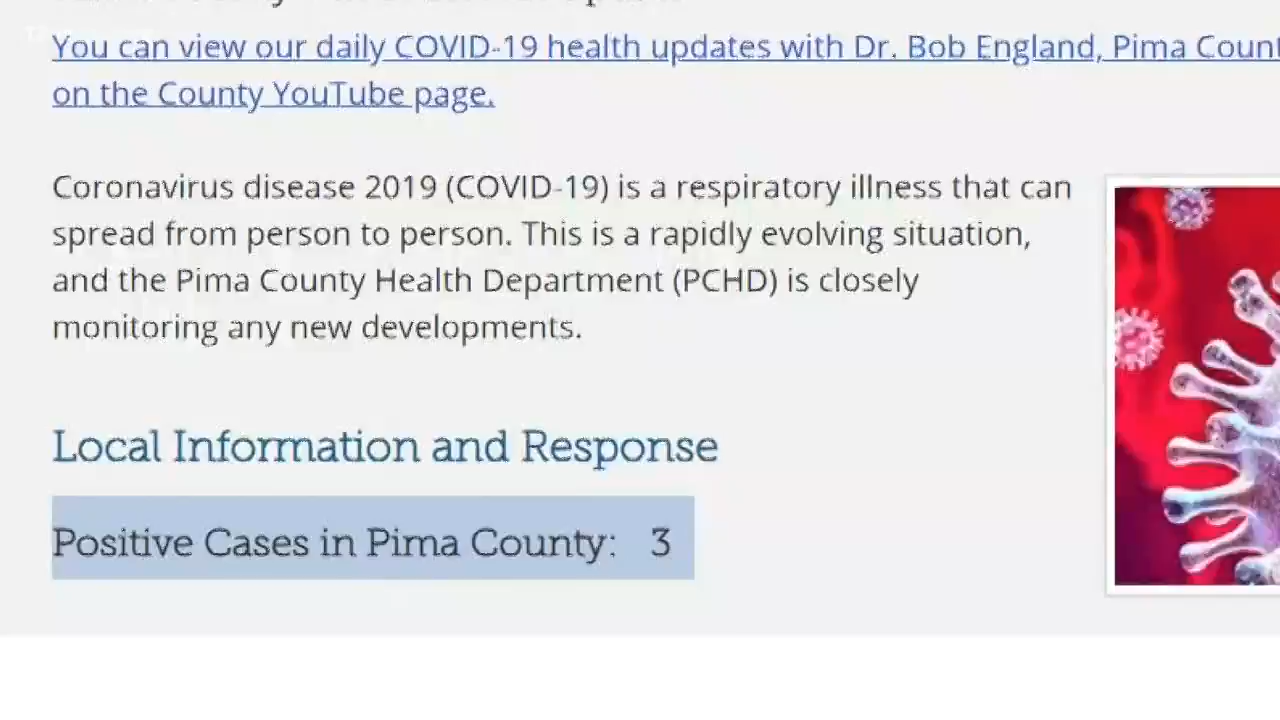 You can view our daily COVID-19 health updates with Dr. Bob England, Pima Count
on the County YouTube page.
Coronavirus disease 2019 (COVID-19) is a respiratory illness that can
spread from person to person. This is a rapidly evolving situation,
and the Pima County Health Department (PCHD) is closely
monitoring any new developments.
Local Information and Response
Positive Cases in Pima County: 3